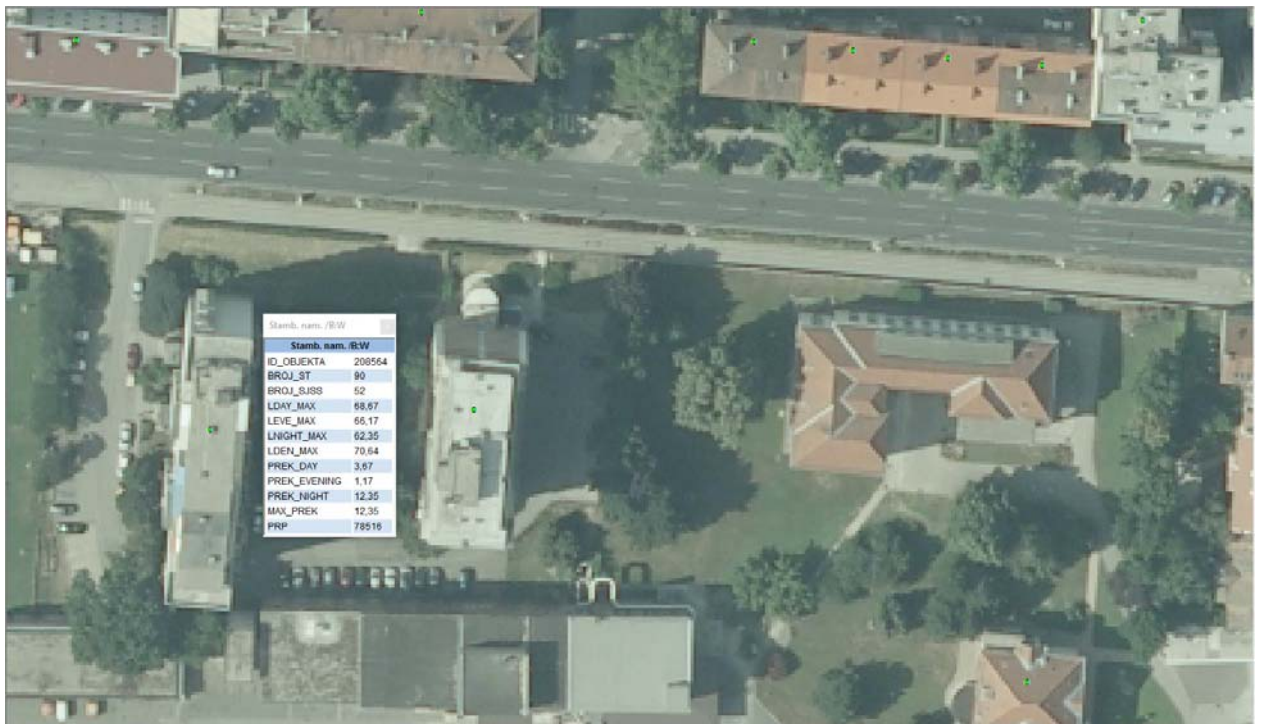 Stamb. nam. /B:W
Stamb. nam. /B:W
ID_OBJEKTA 208564
BROJ_ST 90
BROJ_SJSS 52
LDAY_MAX 68,67
LEVE_MAX 66,17
LNIGHT_MAX 62,35
LDEN_MAX 70,64
PREK_DAY 3,67
PREK_EVENING 1,17
PREK_NIGHT 12,35
MAX_PREK 12,35
PRP 78516